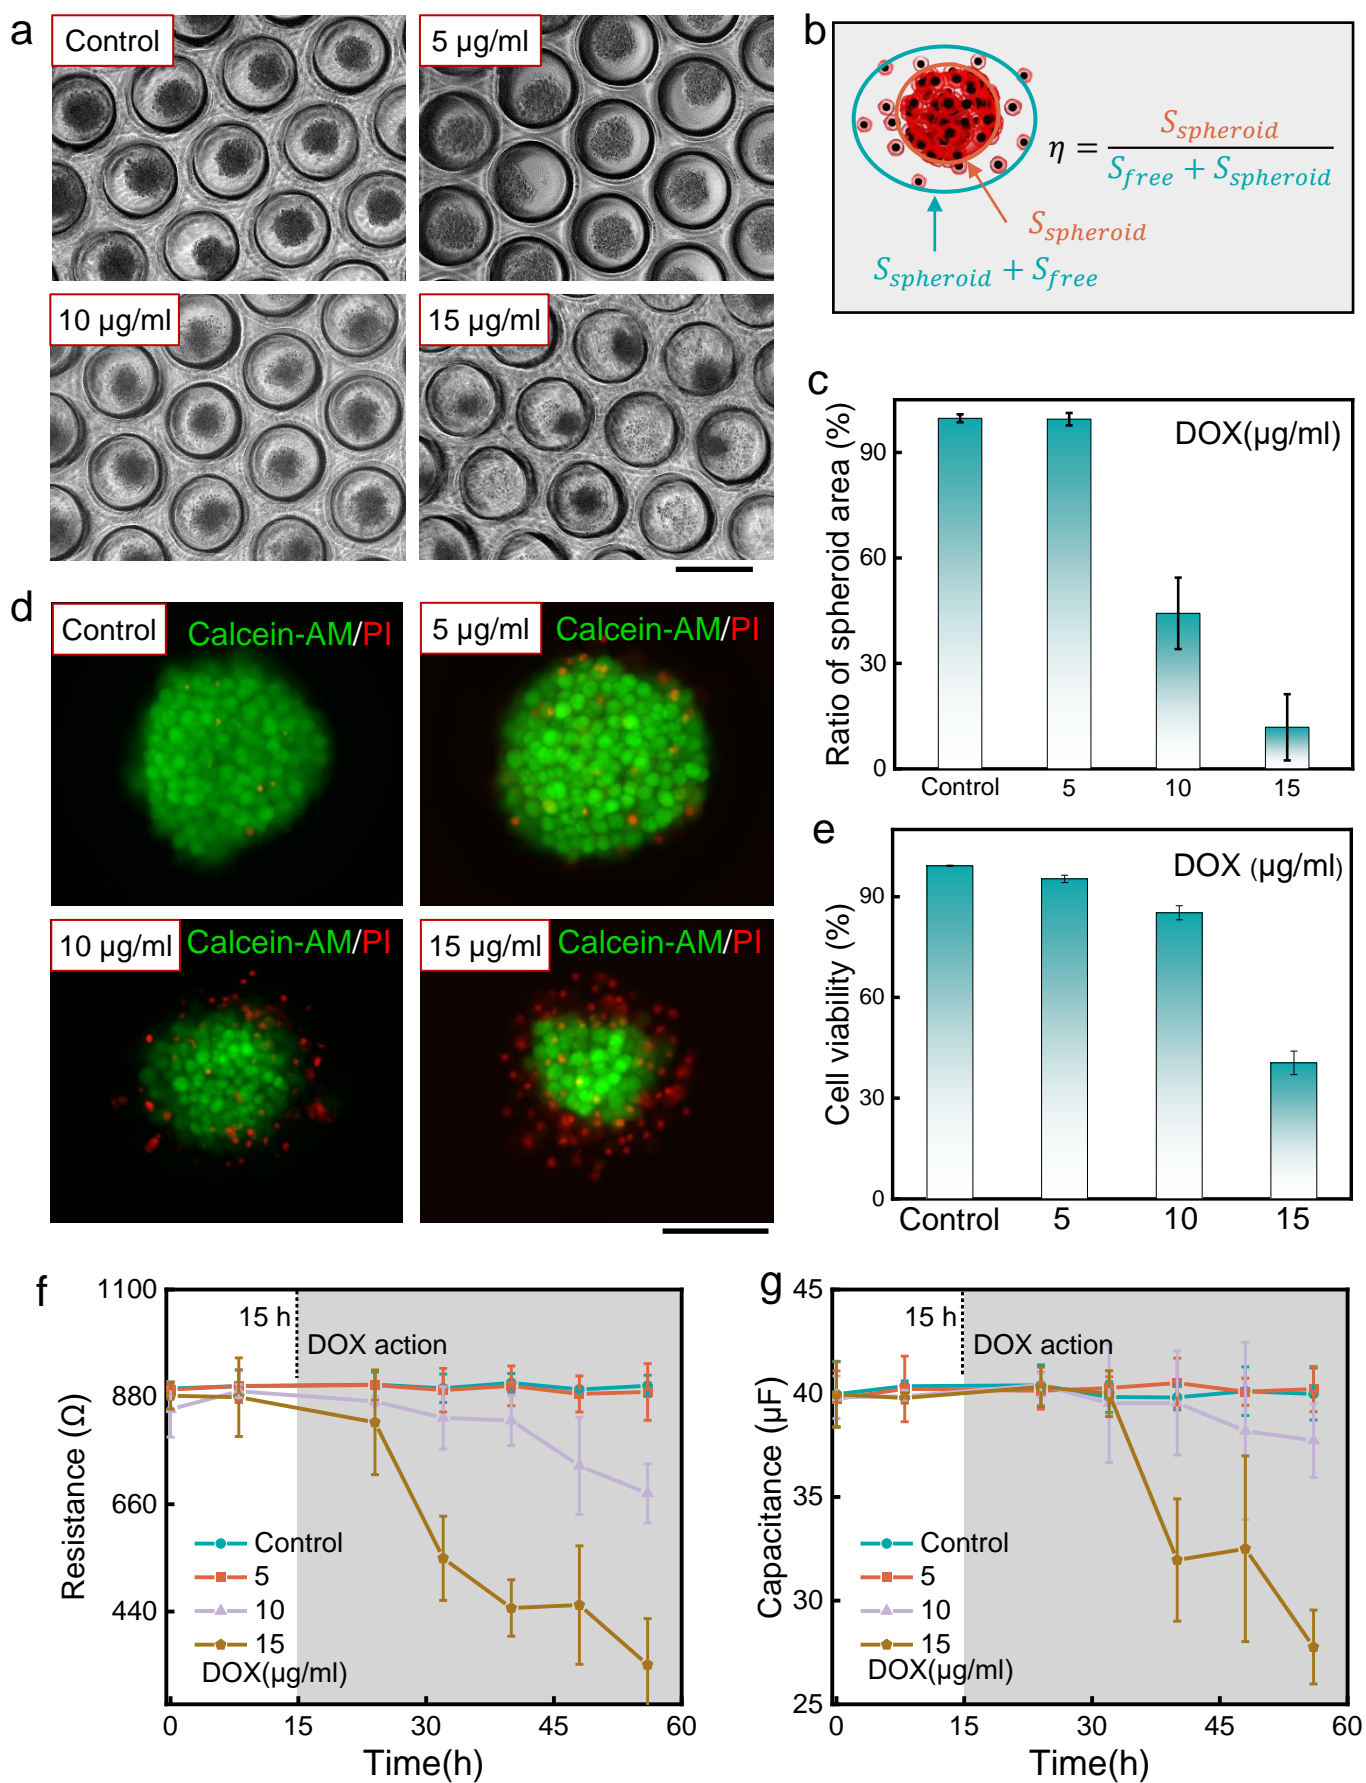 a
Control
5 μg/ml
10 μg/ml
15 μg/ml
b
η = S_spheroid / S_free + S_spheroid
S_spheroid
S_spheroid + S_free
c
DOX(μg/ml)
Ratio of spheroid area (%)
90
60
30
0
Control 5 10 15
d
Control
Calcein-AM/PI
5 μg/ml
Calcein-AM/PI
10 μg/ml
Calcein-AM/PI
15 μg/ml
Calcein-AM/PI
e
DOX (μg/ml)
Cell viability (%)
90
60
30
0
Control 5 10 15
f
1100
880
660
440
Resistance (Ω)
15 h
DOX action
Control
5
10
15
DOX(μg/ml)
0 15 30 45 60
Time(h)
g
45
40
35
30
25
Capacitance (μF)
15 h
DOX action
Control
5
10
15
DOX(μg/ml)
0 15 30 45 60
Time(h)